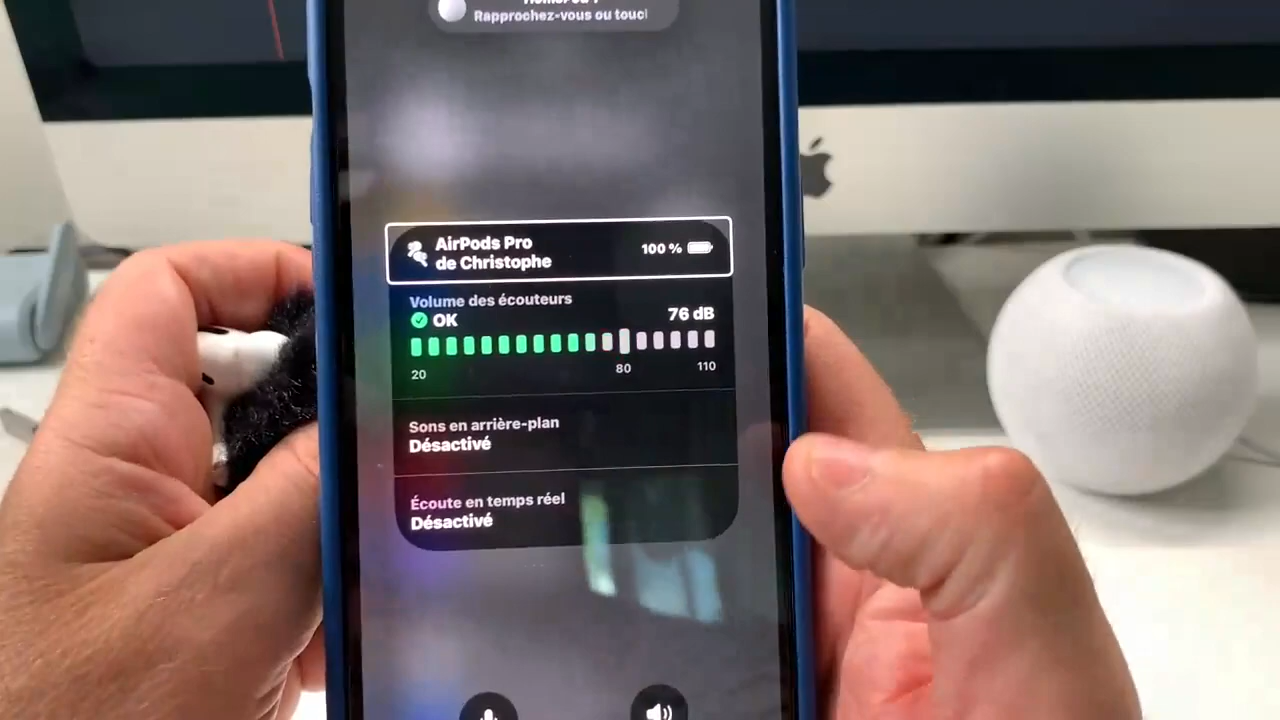 Rapprochez-vous ou touc
AirPods Pro
de Christophe
100 %
Volume des écouteurs
OK
76 dB
20
80
110
Sons en arrière-plan
Désactivé
Écoute en temps réel
Désactivé